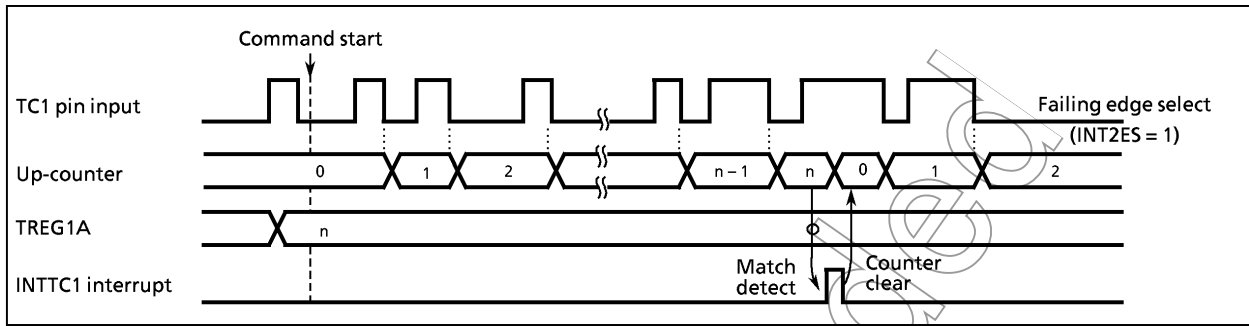 Command start
TC1 pin input
Failing edge select
(INT2ES = 1)
Up-counter
0 1 2 n – 1 n 0 1 2
TREG1A
n
Match
detect
Counter
clear
INTTC1 interrupt
ded